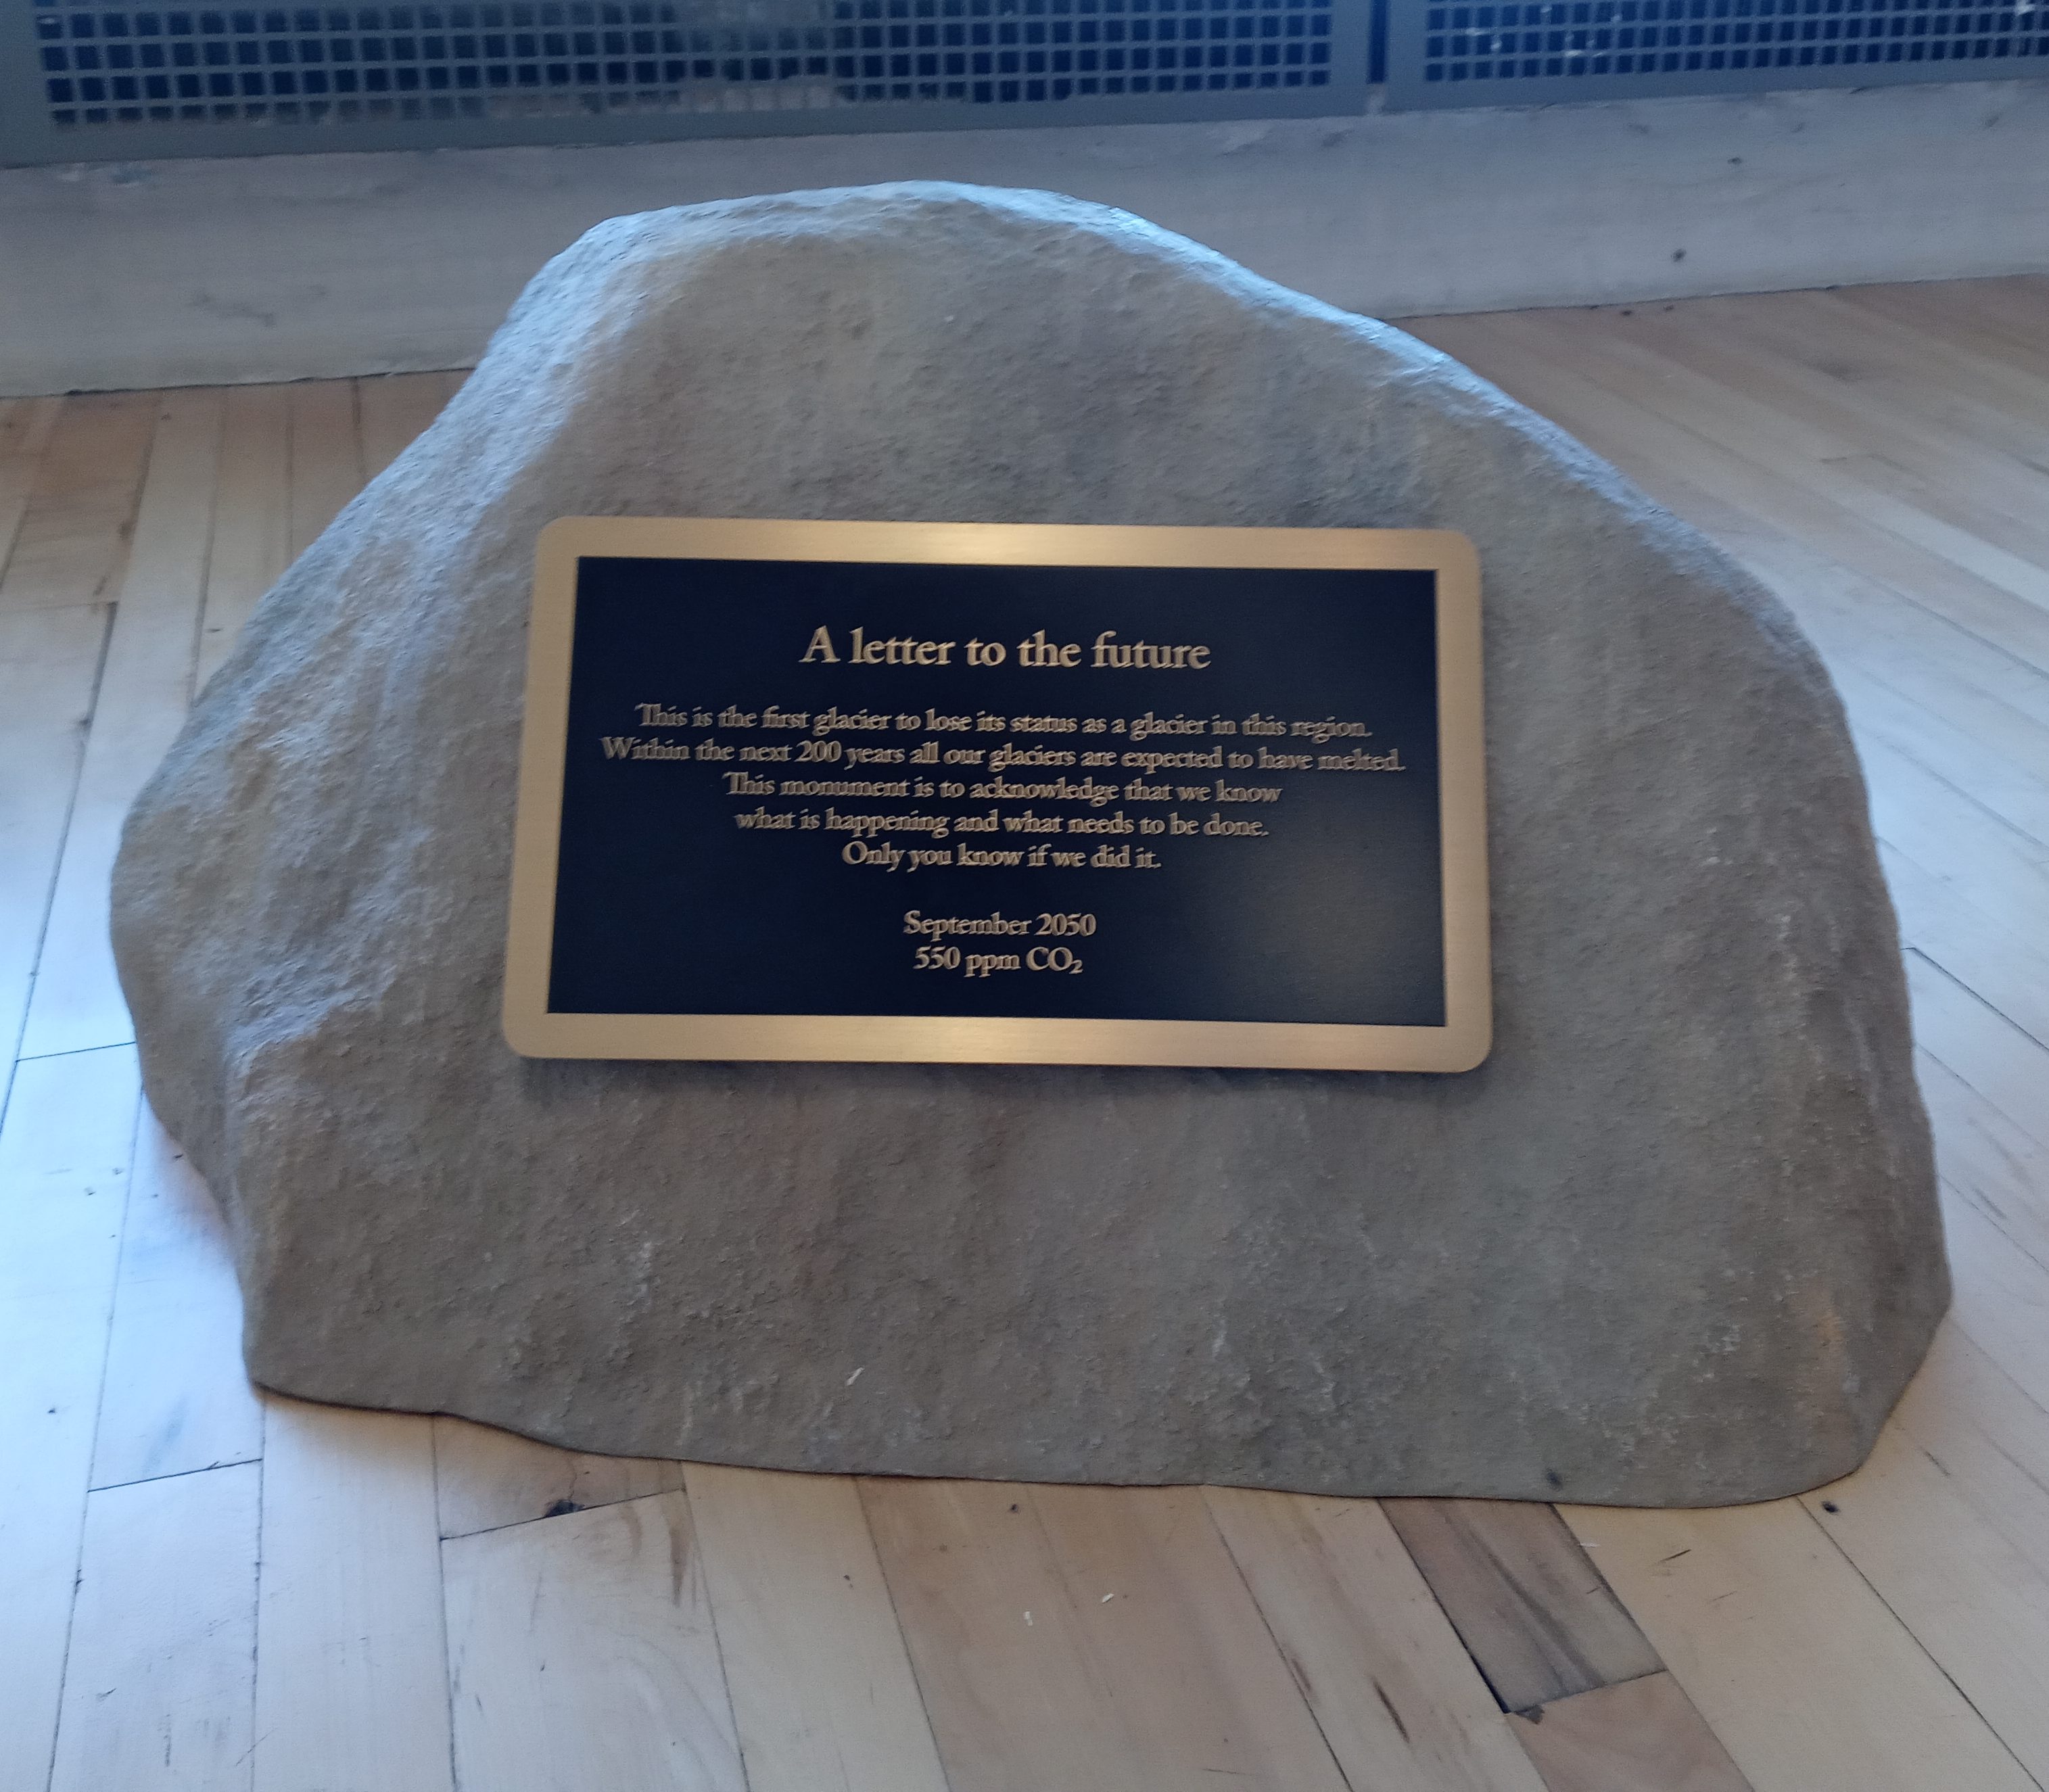 A letter to the future
This is the first glacier to lose its status as a glacier in this region.
Within the next 200 years all our glaciers are expected to have melted.
This monument is to acknowledge that we know
what is happening and what needs to be done.
Only you know if we did it.
September 2050
550 ppm CO₂